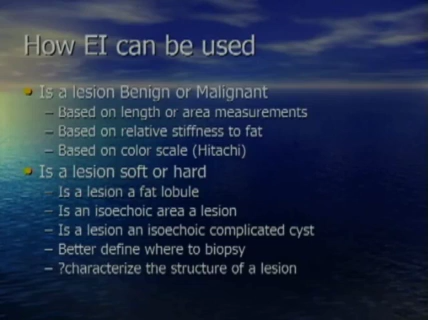 How EI can be used
Is a lesion Benign or Malignant
– Based on length or area measurements
– Based on relative stiffness to fat
– Based on color scale (Hitachi)
Is a lesion soft or hard
– Is a lesion a fat lobule
– Is an isoechoic area a lesion
– Is a lesion an isoechoic complicated cyst
– Better define where to biopsy
– ?characterize the structure of a lesion